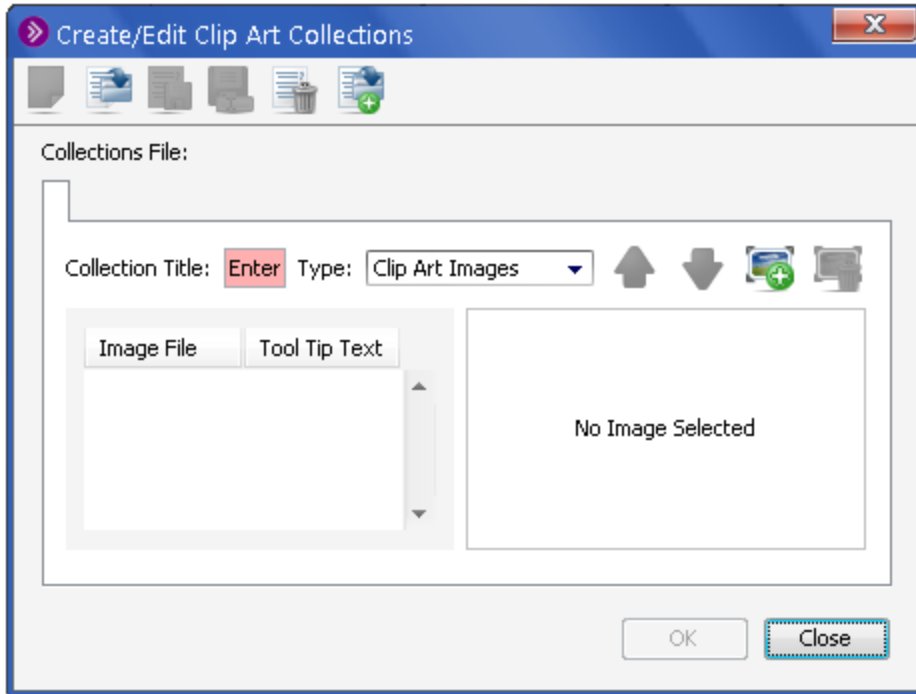 Create/Edit Clip Art Collections
Collections File:
Collection Title: Enter Type: Clip Art Images
Image File Tool Tip Text
No Image Selected
OK Close